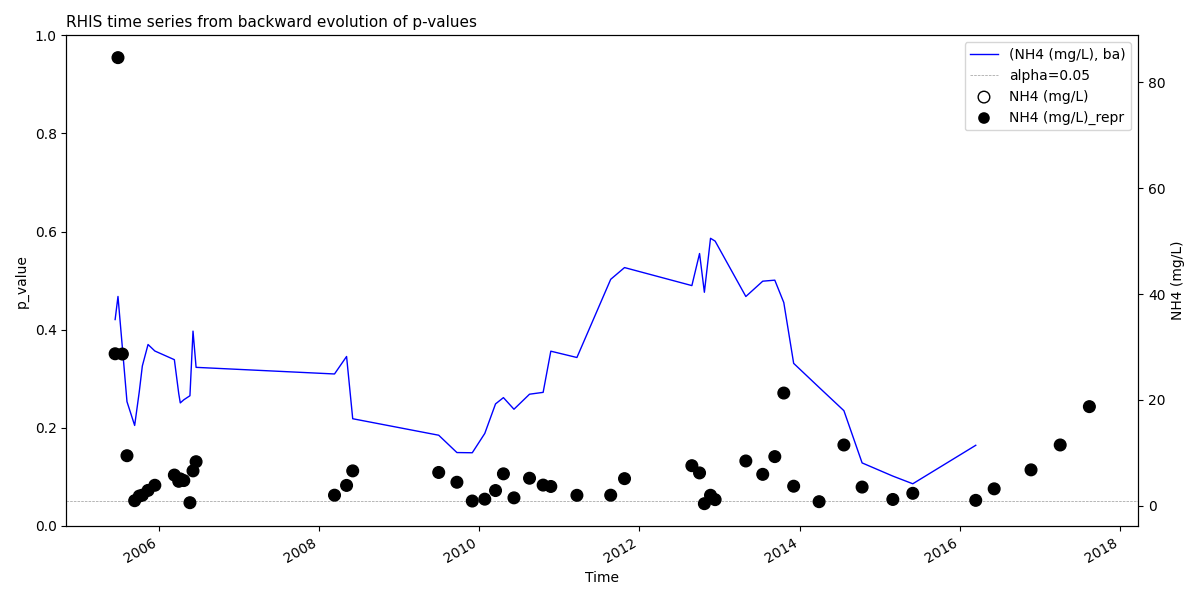 RHIS time series from backward evolution of p-values
1.0
0.8
0.6
0.4
0.2
0.0
p_value
(NH4 (mg/L), ba)
alpha=0.05
NH4 (mg/L)
NH4 (mg/L)_repr
80
60
40
20
0
NH4 (mg/L)
2006
2008
2010
2012
2014
2016
2018
Time